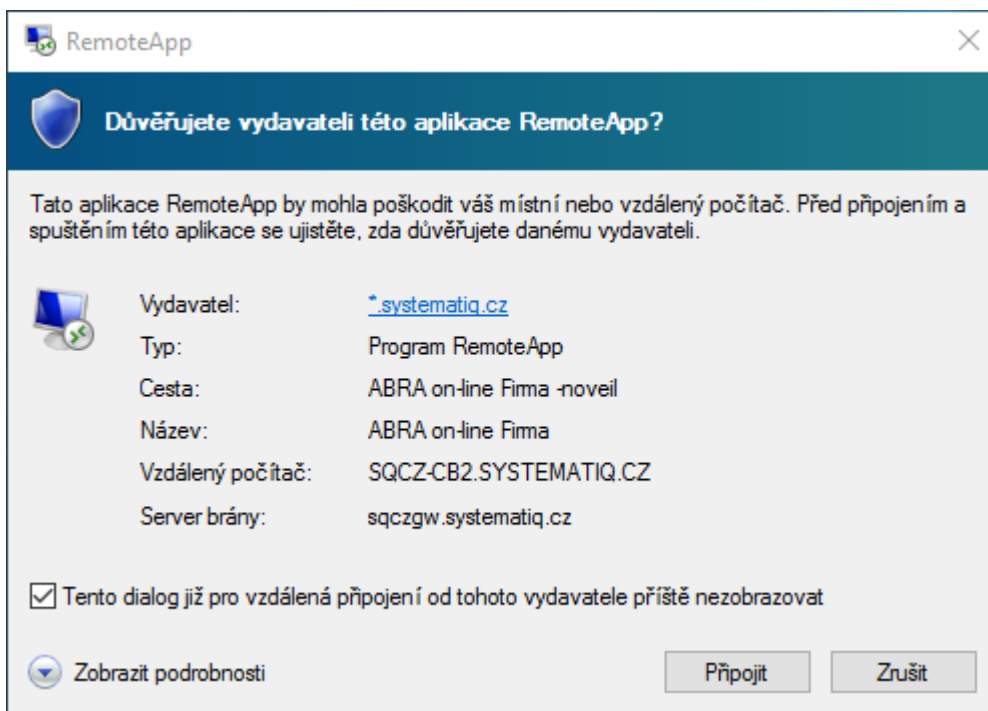 RemoteApp
Důvěřujete vydavateli této aplikace RemoteApp?
Tato aplikace RemoteApp by mohla poškodit váš místní nebo vzdálený počítač. Před připojením a
spuštěním této aplikace se ujistěte, zda důvěřujete danému vydavateli.
Vydavatel: *.systematiq.cz
Typ: Program RemoteApp
Cesta: ABRA on-line Firma -noveil
Název: ABRA on-line Firma
Vzdálený počítač: SQCZ-CB2.SYSTEMATIQ.CZ
Server brány: sqczgw.systematiq.cz
Tento dialog již pro vzdálená připojení od tohoto vydavatele příště nezobrazovat
Zobrazit podrobnosti Připojit Zrušit